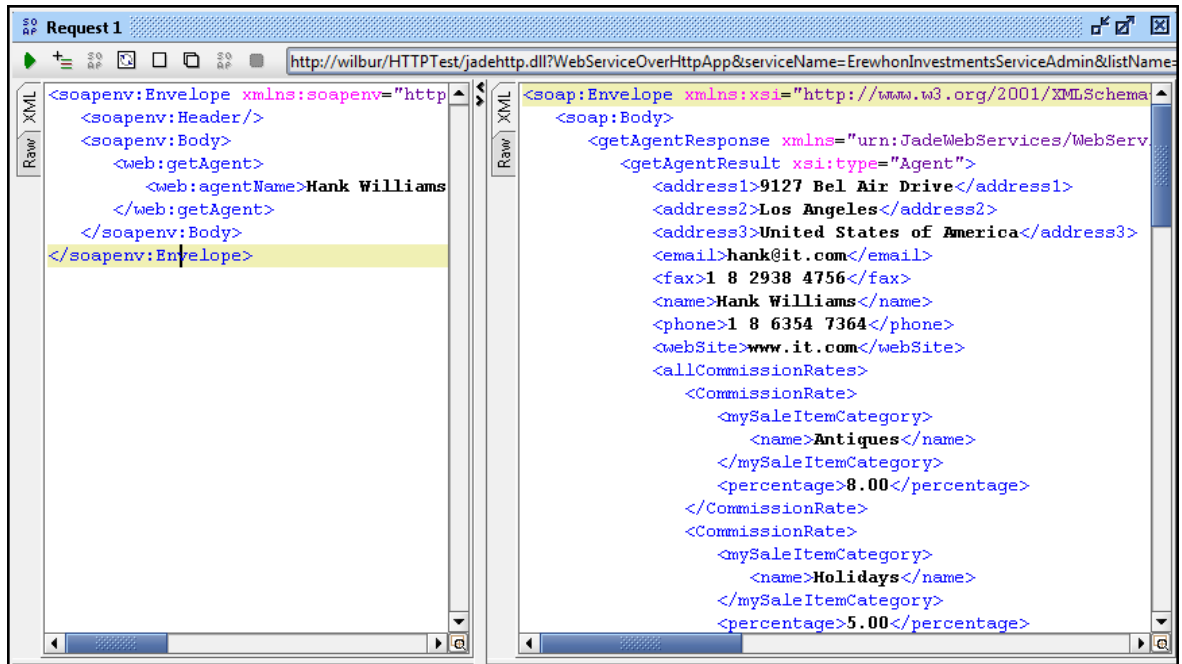 Request 1
http://wilbur/HTTPTest/jadehttp.dll?WebServiceOverHttpApp&serviceName=ErewhonInvestmentsServiceAdmin&listName=
XML
Raw
<soapenv:Envelope xmlns:soapenv="http
<soapenv:Header/>
<soapenv:Body>
<web:getAgent>
<web:agentName>Hank Williams
</web:getAgent>
</soapenv:Body>
</soapenv:Envelope>
XML
Raw
<soap:Envelope xmlns:xsi="http://www.w3.org/2001/XMLSchema
<soap:Body>
<getAgentResponse xmlns="urn:JadeWebServices/WebServ
<getAgentResult xsi:type="Agent">
<address1>9127 Bel Air Drive</address1>
<address2>Los Angeles</address2>
<address3>United States of America</address3>
<email>hank@it.com</email>
<fax>1 8 2938 4756</fax>
<name>Hank Williams</name>
<phone>1 8 6354 7364</phone>
<webSite>www.it.com</webSite>
<allCommissionRates>
<CommissionRate>
<mySaleItemCategory>
<name>Antiques</name>
</mySaleItemCategory>
<percentage>8.00</percentage>
</CommissionRate>
<CommissionRate>
<mySaleItemCategory>
<name>Holidays</name>
</mySaleItemCategory>
<percentage>5.00</percentage>